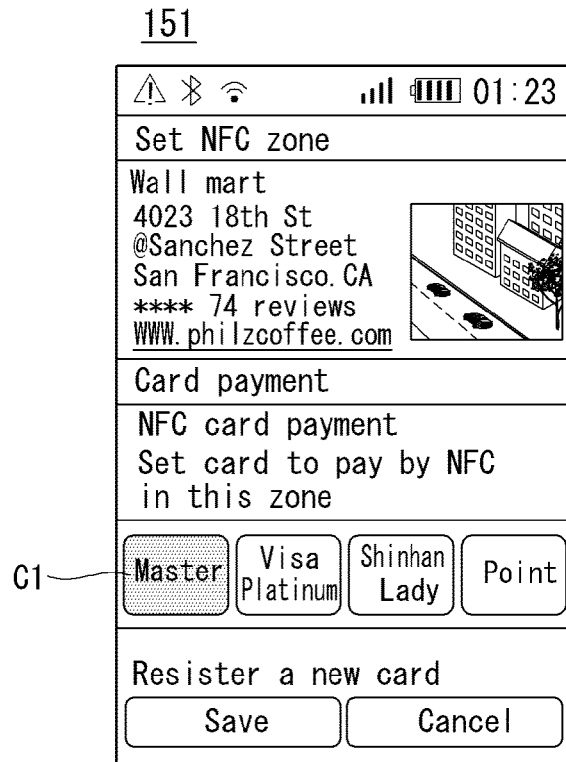 151
01:23
Set NFC zone
Wall mart
4023 18th St
@Sanchez Street
San Francisco.CA
**** 74 reviews
WWW.philzcoffee.com
Card payment
NFC card payment
Set card to pay by NFC
in this zone
C1
Master
Visa
Platinum
Shinhan
Lady
Point
Resister a new card
Save
Cancel